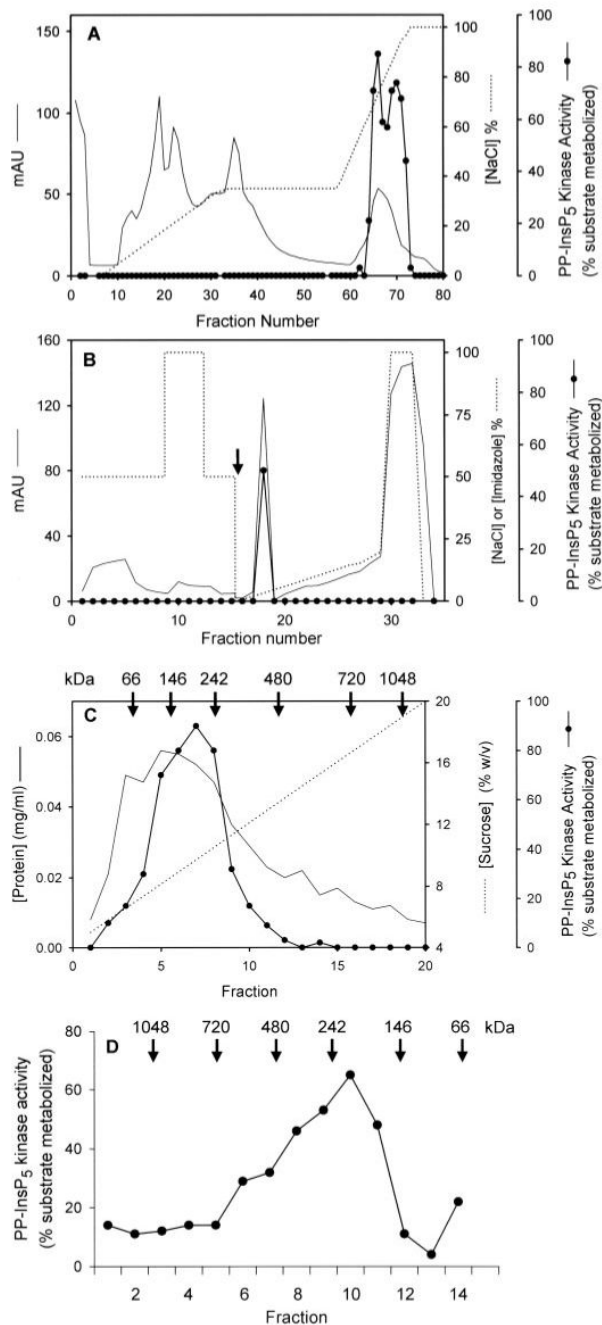 A
mAU
150
100
50
0
0 10 20 30 40 50 60 70 80
Fraction Number
100
80
60
40
20
0
[NaCl] %
100
80
60
40
20
0
PP-InsP5 Kinase Activity
(% substrate metabolized)
B
mAU
160
120
80
40
0
0 10 20 30
Fraction number
100
75
50
25
0
[NaCl] or [Imidazole] %
100
80
60
40
20
0
PP-InsP5 Kinase Activity
(% substrate metabolized)
kDa 66 146 242 480 720 1048
C
[Protein] (mg/ml)
0.06
0.04
0.02
0.00
0 5 10 15 20
Fraction
20
16
12
8
4
[Sucrose] (% w/v)
100
80
60
40
20
0
PP-InsP5 Kinase Activity
(% substrate metabolized)
D
1048 720 480 242 146 66 kDa
PP-InsP5 kinase activity
(% substrate metabolized)
80
60
40
20
0
2 4 6 8 10 12 14
Fraction